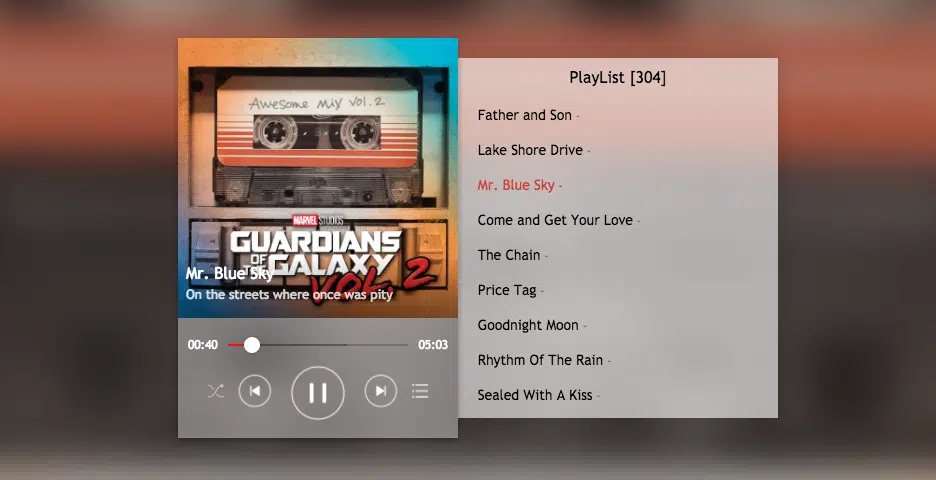 Awesome Mix Vol. 2
MARVEL STUDIOS
GUARDIANS
OF THE GALAXY
VOL. 2
Mr. Blue Sky
On the streets where once was pity
00:40
05:03
PlayList [304]
Father and Son -
Lake Shore Drive -
Mr. Blue Sky -
Come and Get Your Love -
The Chain -
Price Tag -
Goodnight Moon -
Rhythm Of The Rain -
Sealed With A Kiss -